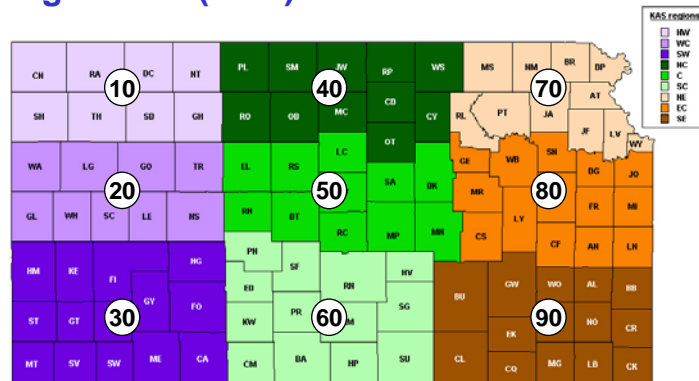 KAS regions
NW
WC
SW
NC
C
SC
NE
EC
SE
CN RA DC NT PL SM JW RP WS MS NM BR DP
10 40 70
SH TH SD GH RO OB MC CD CY RL PT JA AT
OT JF LV WY
WA LG GO TR EL RS LC SA DK GE WB SN DG JO
20 50 80
MR FR MI
GL WH SC LE NS RH BT RC MP MN CS LY CF AN LN
HM KE FI HG PH SF RN HV BU GW WO AL BB
GY FO ED SG
30 60 90
ST GT KW PR EK NO CR
MT SV SW ME CA CM BA HP SU CL CQ MG LB CK